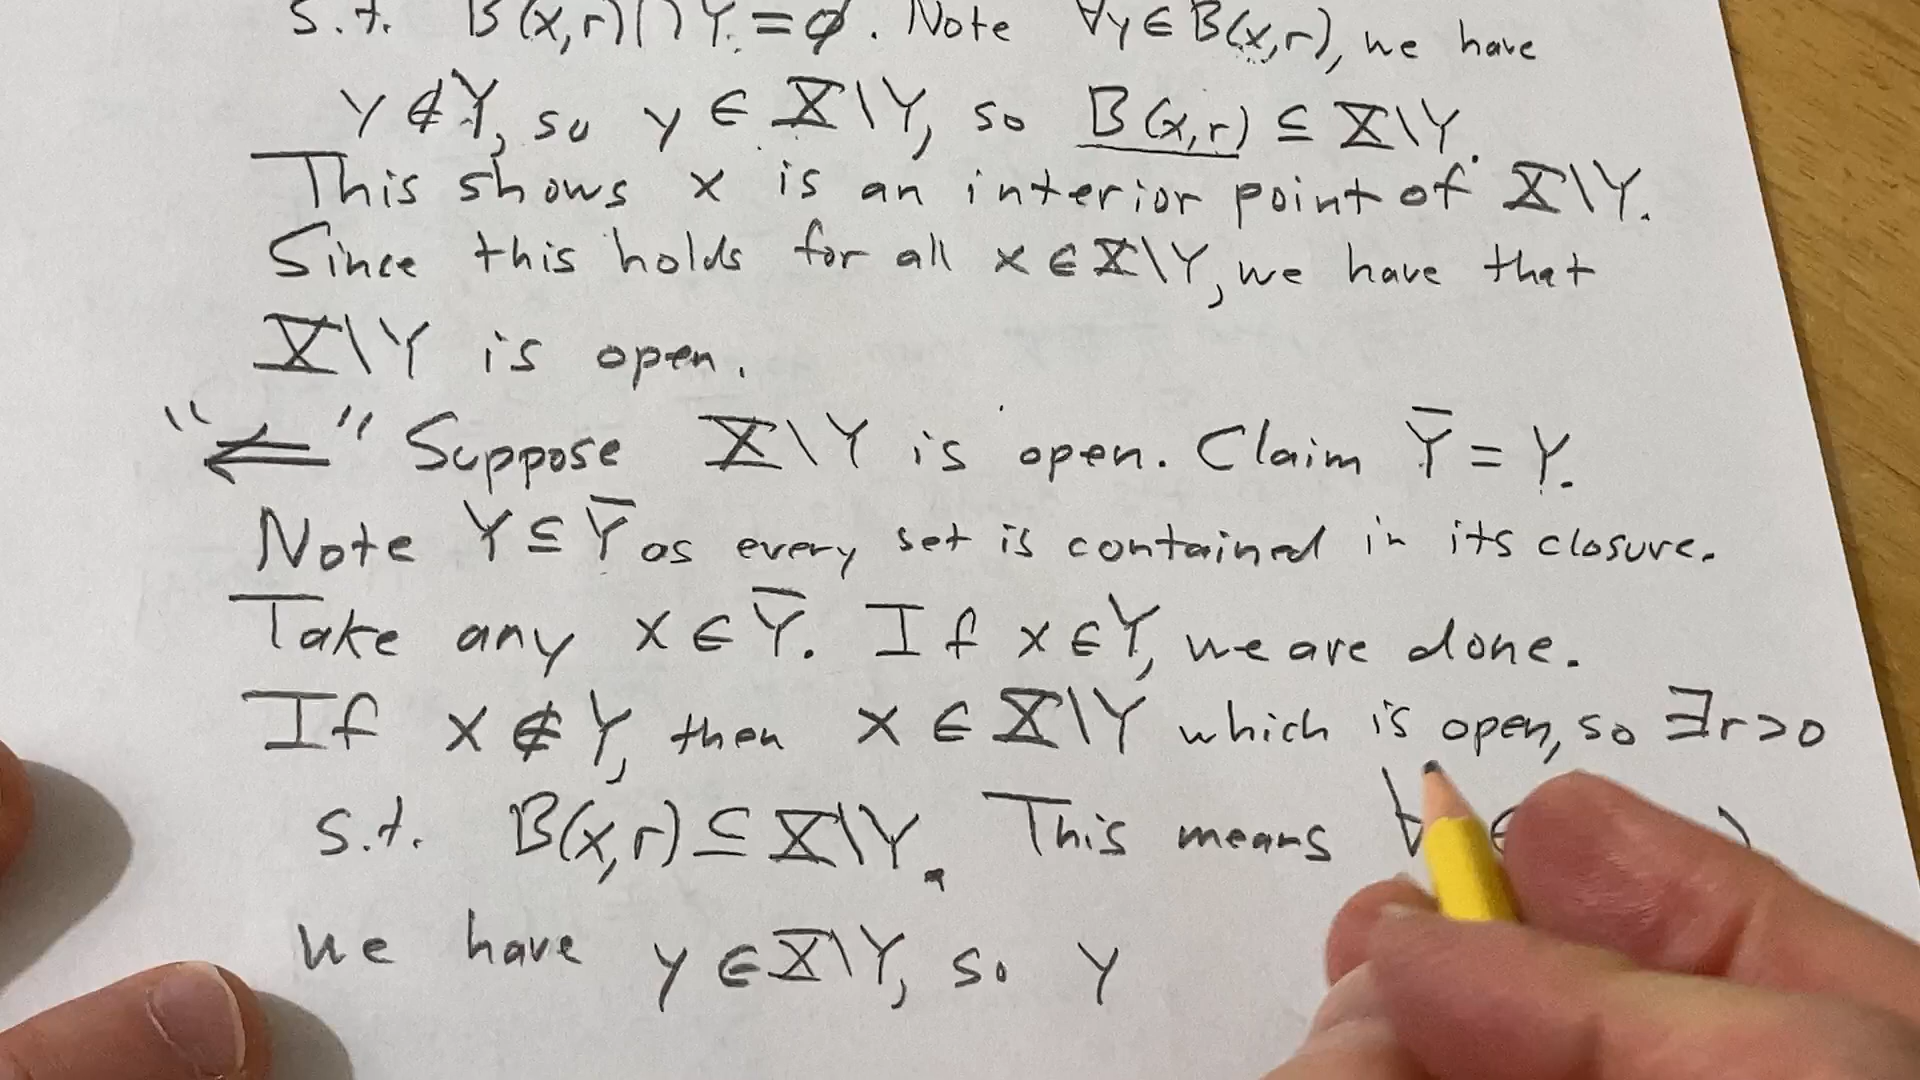 s.t. B(x,r)∩Y = ∅. Note ∀y∈B(x,r), we have
y∉Y, so y ∈ X\Y, so B(x,r) ⊆ X\Y.
This shows x is an interior point of X\Y.
Since this holds for all x∈X\Y, we have that
X\Y is open.
"⟸" Suppose X\Y is open. Claim Y̅ = Y.
Note Y⊆Y̅ as every set is contained in its closure.
Take any x∈Y̅. If x∈Y, we are done.
If x∉Y, then x ∈ X\Y which is open, so ∃r>0
s.t. B(x,r)⊆X\Y. This means ∀ ∈ )
we have y∈X\Y, so y